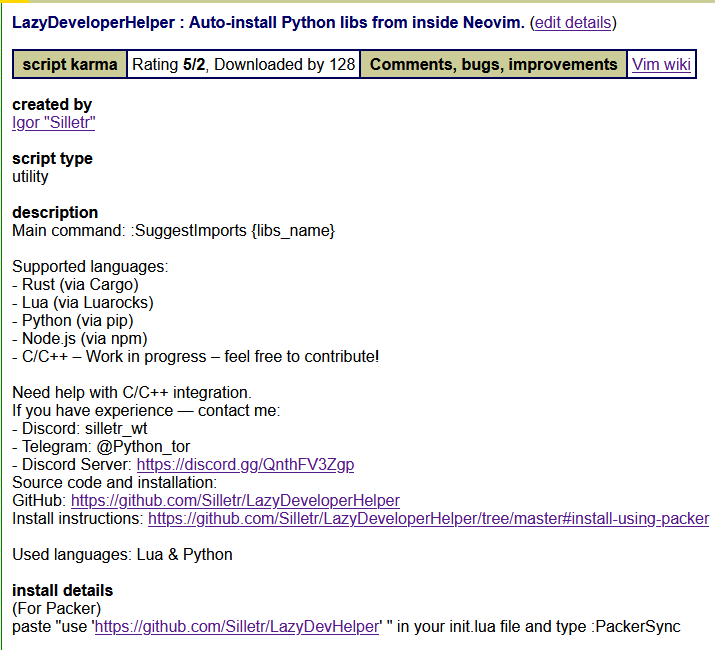 LazyDeveloperHelper : Auto-install Python libs from inside Neovim. (edit details)
script karma Rating 5/2, Downloaded by 128 Comments, bugs, improvements Vim wiki
created by
Igor "Silletr"
script type
utility
description
Main command: :SuggestImports {libs_name}
Supported languages:
- Rust (via Cargo)
- Lua (via Luarocks)
- Python (via pip)
- Node.js (via npm)
- C/C++ – Work in progress – feel free to contribute!
Need help with C/C++ integration.
If you have experience — contact me:
- Discord: silletr_wt
- Telegram: @Python_tor
- Discord Server: https://discord.gg/QnthFV3Zgp
Source code and installation:
GitHub: https://github.com/Silletr/LazyDeveloperHelper
Install instructions: https://github.com/Silletr/LazyDeveloperHelper/tree/master#install-using-packer
Used languages: Lua & Python
install details
(For Packer)
paste "use 'https://github.com/Silletr/LazyDevHelper' " in your init.lua file and type :PackerSync